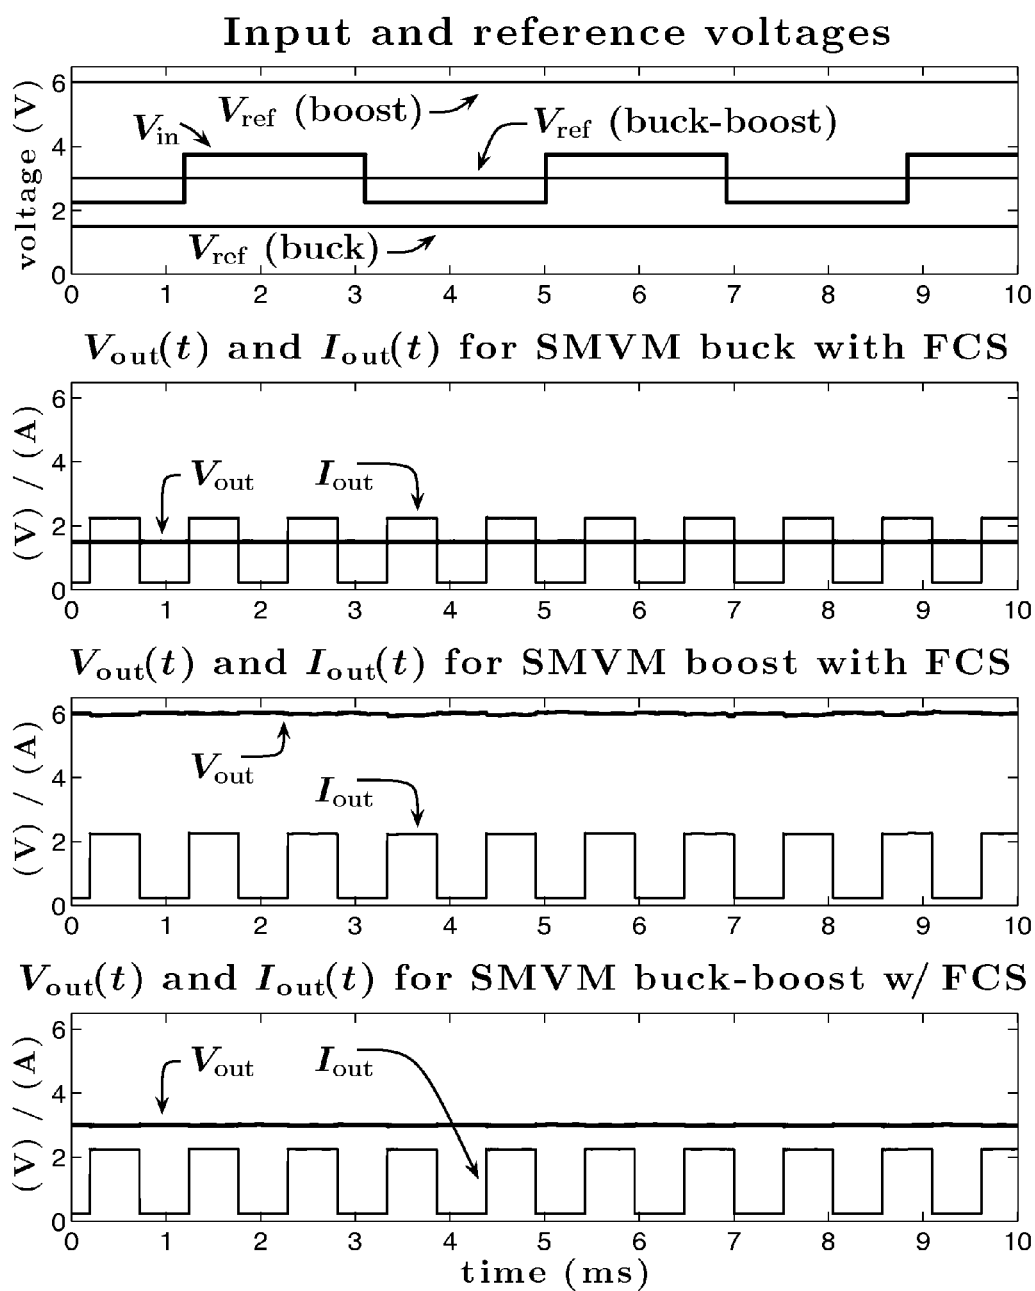 Input and reference voltages
voltage (V)
6
4
2
0
V_ref (boost)
V_ref (buck-boost)
V_in
V_ref (buck)
0 1 2 3 4 5 6 7 8 9 10
V_out(t) and I_out(t) for SMVM buck with FCS
(V) / (A)
6
4
2
0
V_out I_out
0 1 2 3 4 5 6 7 8 9 10
V_out(t) and I_out(t) for SMVM boost with FCS
(V) / (A)
6
4
2
0
V_out
I_out
0 1 2 3 4 5 6 7 8 9 10
V_out(t) and I_out(t) for SMVM buck-boost w/ FCS
(V) / (A)
6
4
2
0
V_out I_out
0 1 2 3 4 5 6 7 8 9 10
time (ms)